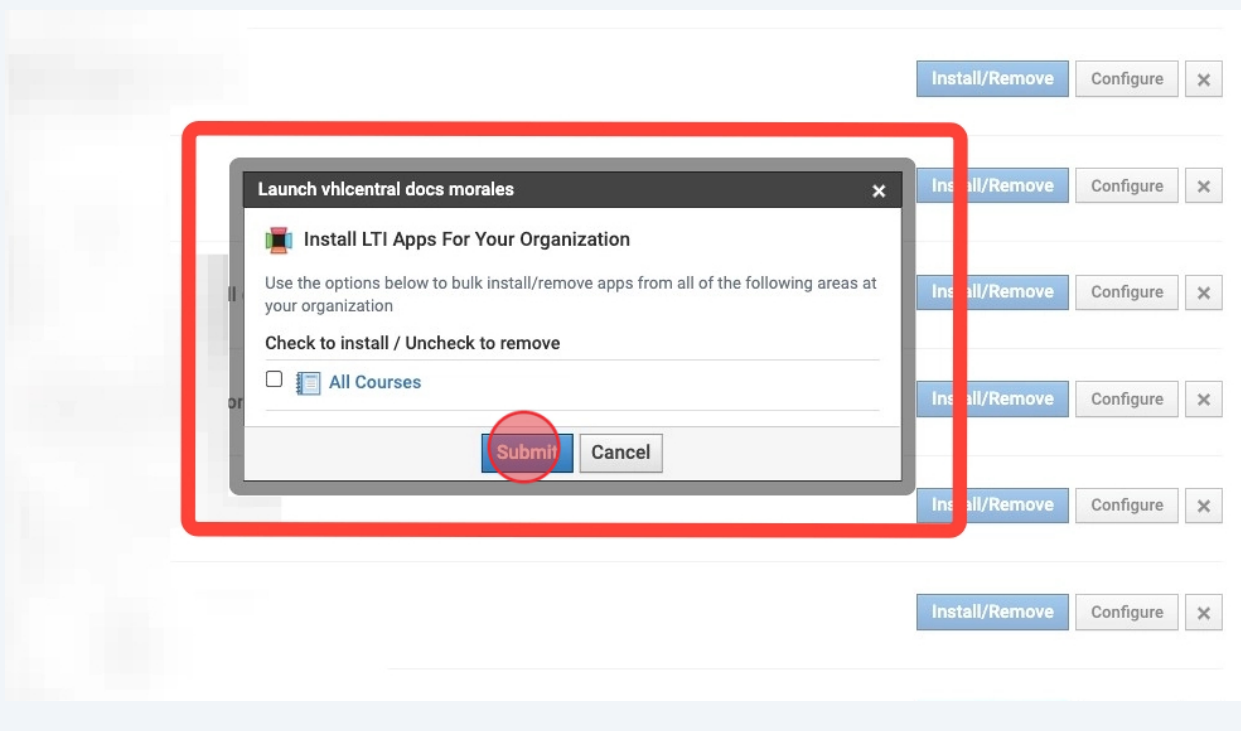 Install/Remove Configure ×
Launch vhlcentral docs morales ×
Install/Remove Configure ×
Install LTI Apps For Your Organization
Use the options below to bulk install/remove apps from all of the following areas at
your organization
Install/Remove Configure ×
Check to install / Uncheck to remove
All Courses
Install/Remove Configure ×
Submit Cancel
Install/Remove Configure ×
Install/Remove Configure ×